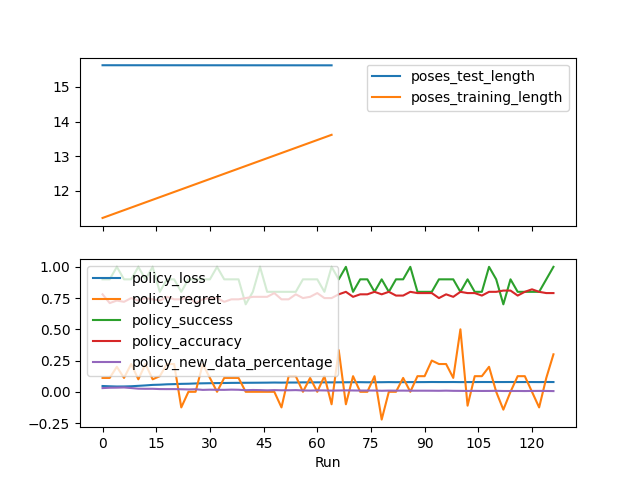 15
14
13
12
poses_test_length
poses_training_length
1.00
0.75
0.50
0.25
0.00
−0.25
policy_loss
policy_regret
policy_success
policy_accuracy
policy_new_data_percentage
0 15 30 45 60 75 90 105 120
Run